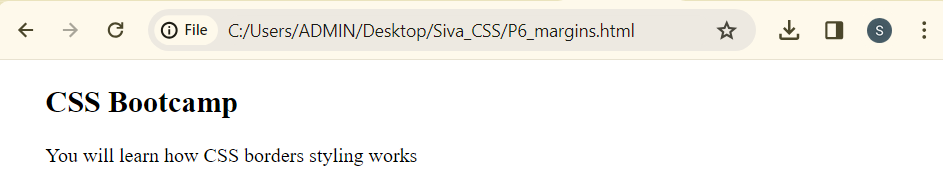 File C:/Users/ADMIN/Desktop/Siva_CSS/P6_margins.html S
CSS Bootcamp
You will learn how CSS borders styling works